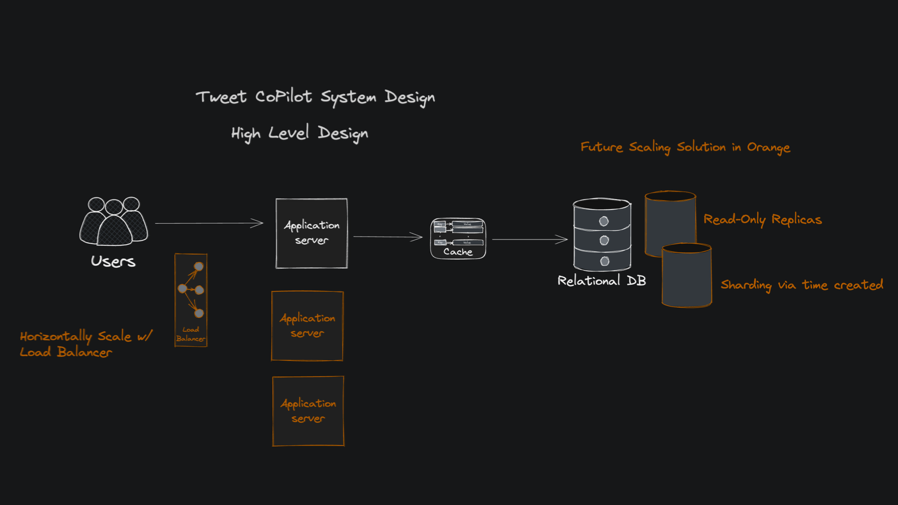 Tweet CoPilot System Design
High Level Design
Future Scaling Solution in Orange
Users
Application
server
Cache
Relational DB
Read-Only Replicas
Sharding via time created
Horizontally Scale w/
Load Balancer
Load
Balancer
Application
server
Application
server